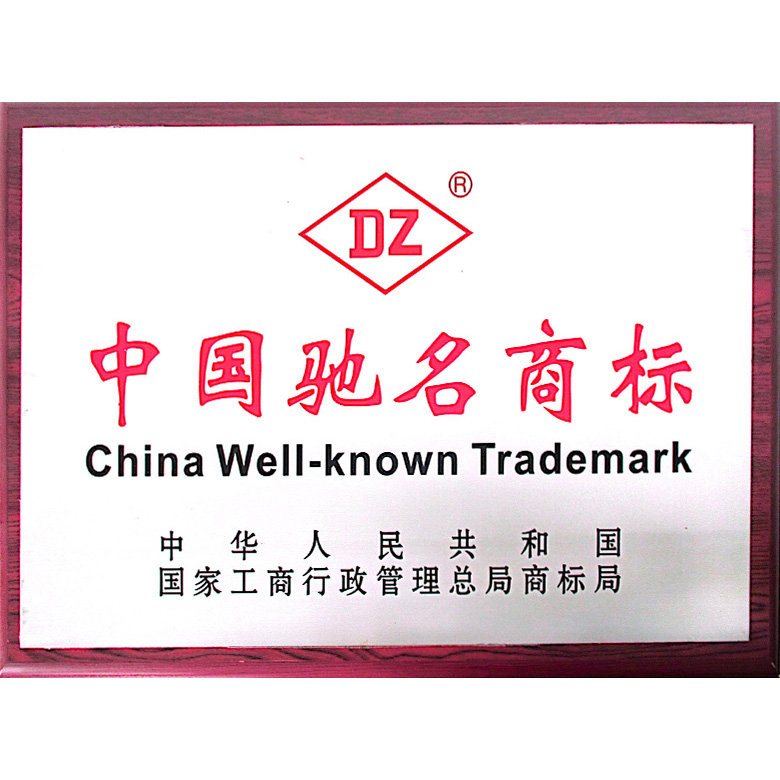 DZ®
中国驰名商标
China Well-known Trademark
中华人民共和国
国家工商行政管理总局商标局